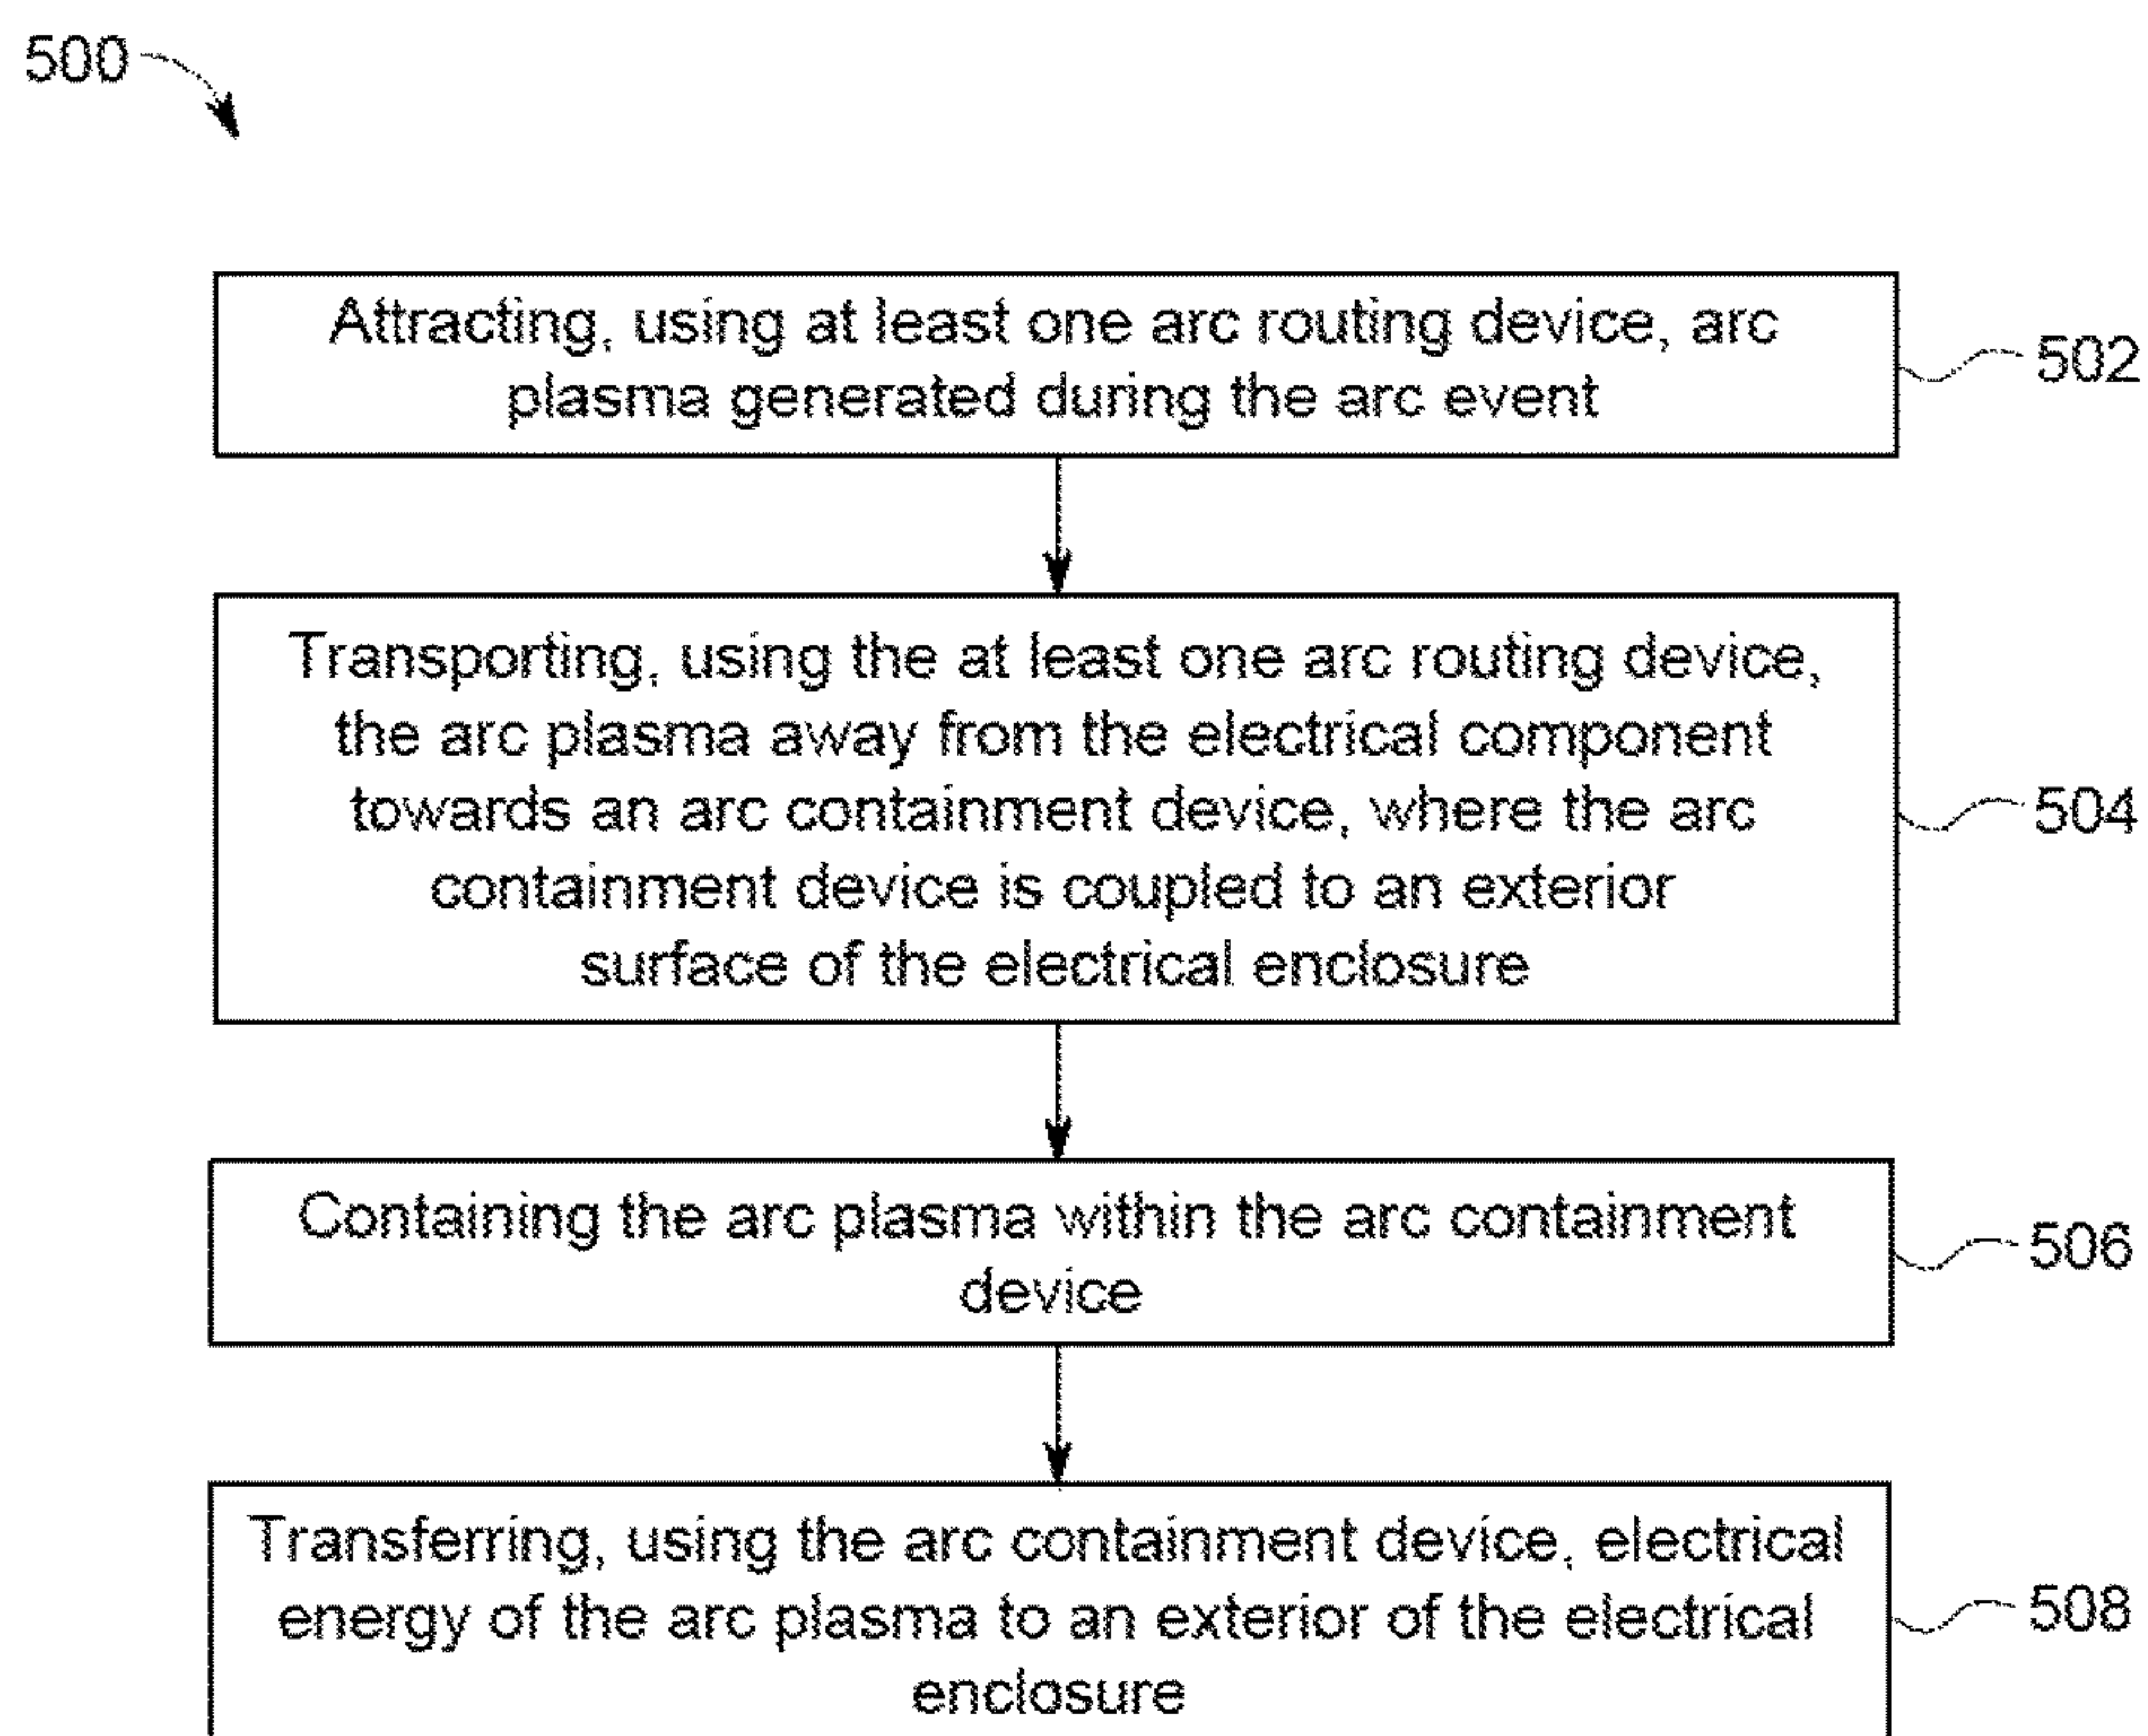 500
Attracting, using at least one arc routing device, arc
plasma generated during the arc event
502
Transporting, using the at least one arc routing device,
the arc plasma away from the electrical component
towards an arc containment device, where the arc
containment device is coupled to an exterior
surface of the electrical enclosure
504
Containing the arc plasma within the arc containment
device
506
Transferring, using the arc containment device, electrical
energy of the arc plasma to an exterior of the electrical
enclosure
508